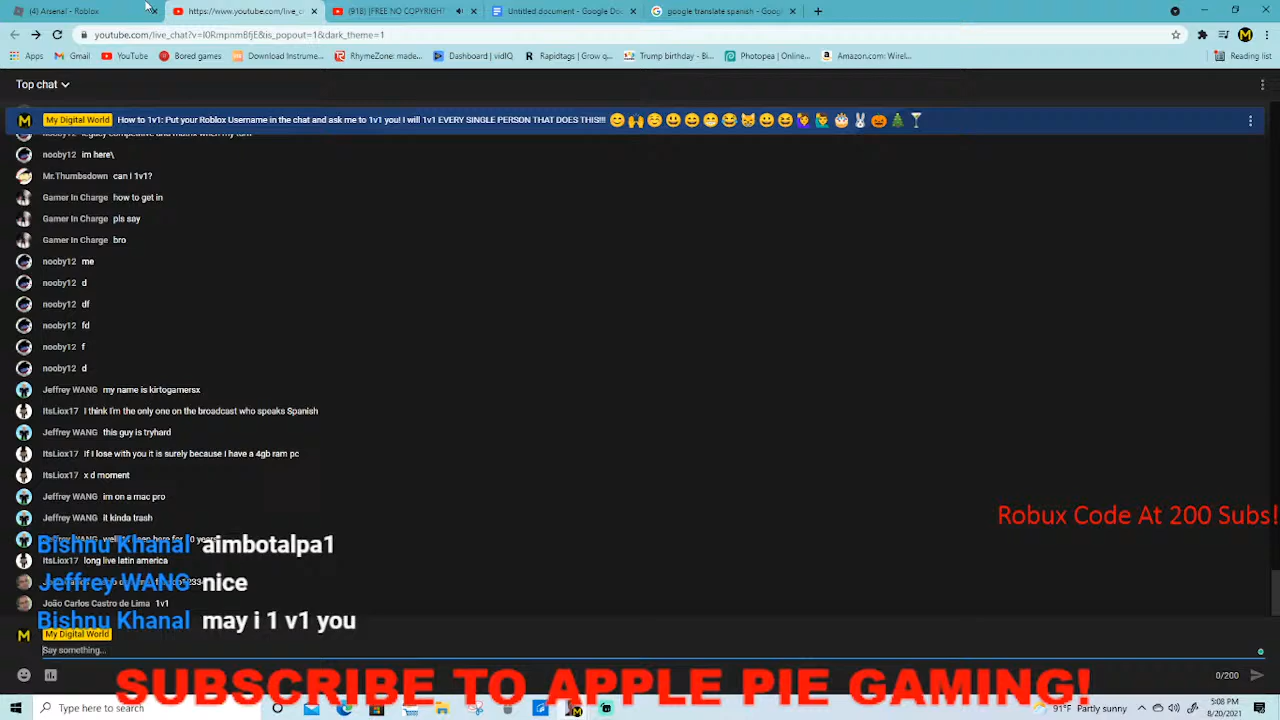 (4) Arsenal - Roblox
https://www.youtube.com/live_c
(918) [FREE NO COPYRIGHT
Untitled document - Google Do
google translate spanish - Goog
youtube.com/live_chat?v=I0RmpnmBfjE&is_popout=1&dark_theme=1
Apps
Gmail
YouTube
Bored games
Download Instrume...
RhymeZone: made...
Dashboard | vidIQ
Rapidtags | Grow q...
Trump birthday - Bi...
Photopea | Online...
Amazon.com: Wirel...
Reading list
Top chat
My Digital World How to 1v1: Put your Roblox Username in the chat and ask me to 1v1 you! I will 1v1 EVERY SINGLE PERSON THAT DOES THIS!!!
nooby12 im here\
Mr.Thumbsdown can i 1v1?
Gamer In Charge how to get in
Gamer In Charge pls say
Gamer In Charge bro
nooby12 me
nooby12 d
nooby12 df
nooby12 fd
nooby12 f
nooby12 d
Jeffrey WANG my name is kirtogamersx
ItsLiox17 I think I'm the only one on the broadcast who speaks Spanish
Jeffrey WANG this guy is tryhard
ItsLiox17 If I lose with you it is surely because I have a 4gb ram pc
ItsLiox17 x d moment
Jeffrey WANG im on a mac pro
Robux Code At 200 Subs!
Jeffrey WANG it kinda trash
Bishnu Khanal aimbotalpa1
ItsLiox17 long live latin america
Jeffrey WANG nice
João Carlos Castro de Lima 1v1
Bishnu Khanal may i 1 v1 you
My Digital World
Say something...
0/200
SUBSCRIBE TO APPLE PIE GAMING!
Type here to search
91°F Partly sunny
5:08 PM
8/20/2021